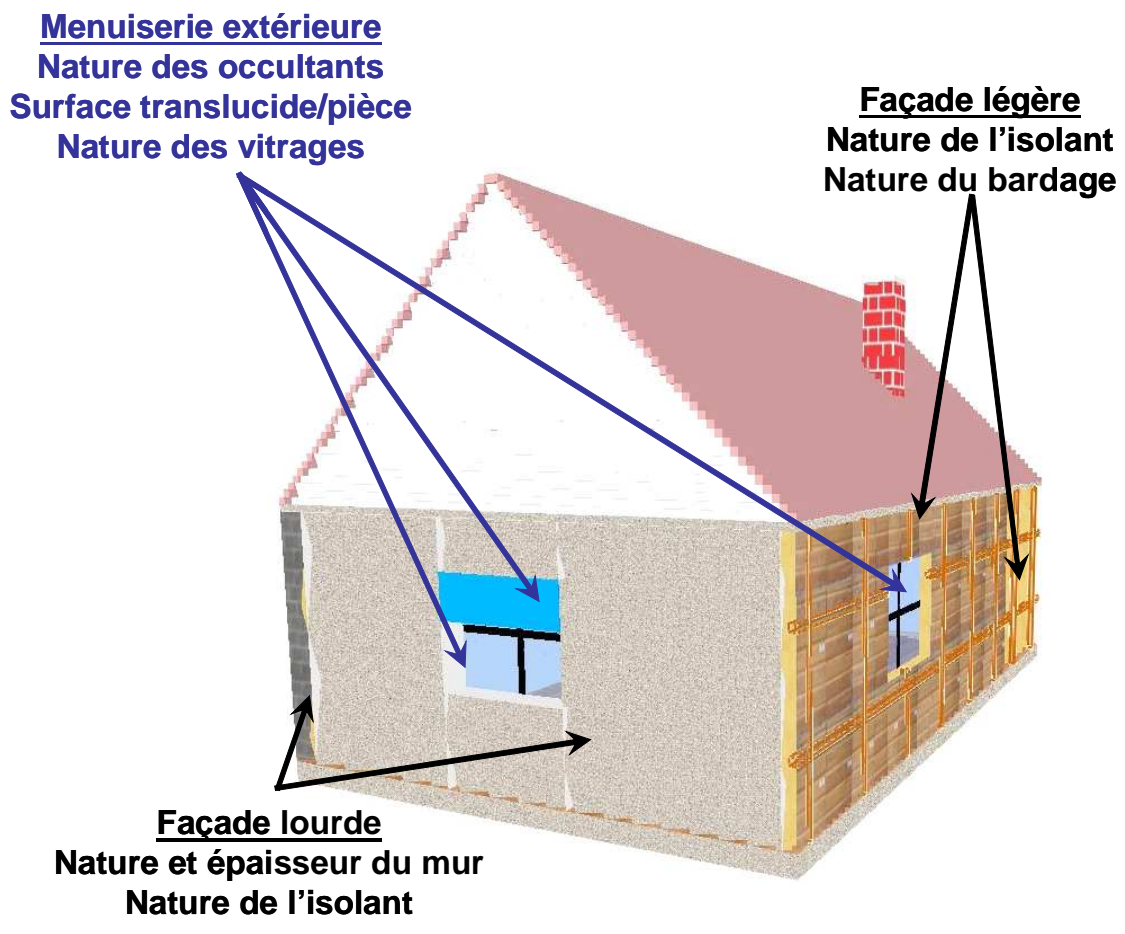 Menuiserie extérieure
Nature des occultants
Surface translucide/pièce
Nature des vitrages
Façade légère
Nature de l'isolant
Nature du bardage
Façade lourde
Nature et épaisseur du mur
Nature de l'isolant